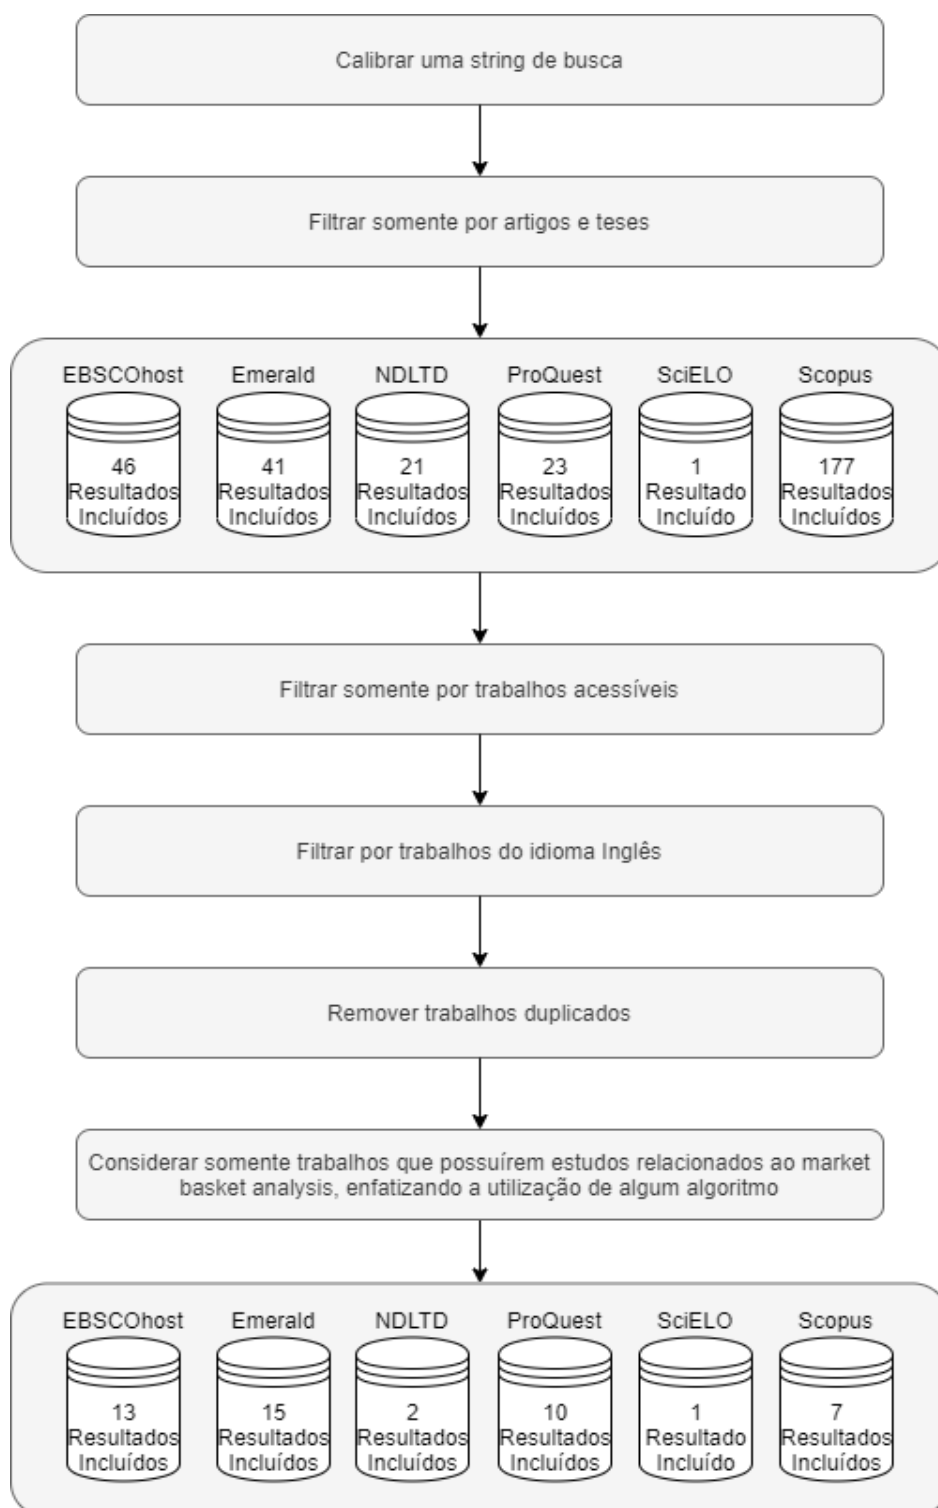 Calibrar uma string de busca
Filtrar somente por artigos e teses
EBSCOhost Emerald NDLTD ProQuest SciELO Scopus
46 41 21 23 1 177
Resultados Resultados Resultados Resultados Resultado Resultados
Incluídos Incluídos Incluídos Incluídos Incluído Incluídos
Filtrar somente por trabalhos acessíveis
Filtrar por trabalhos do idioma Inglês
Remover trabalhos duplicados
Considerar somente trabalhos que possuírem estudos relacionados ao market
basket analysis, enfatizando a utilização de algum algoritmo
EBSCOhost Emerald NDLTD ProQuest SciELO Scopus
13 15 2 10 1 7
Resultados Resultados Resultados Resultados Resultado Resultados
Incluídos Incluídos Incluídos Incluídos Incluído Incluídos